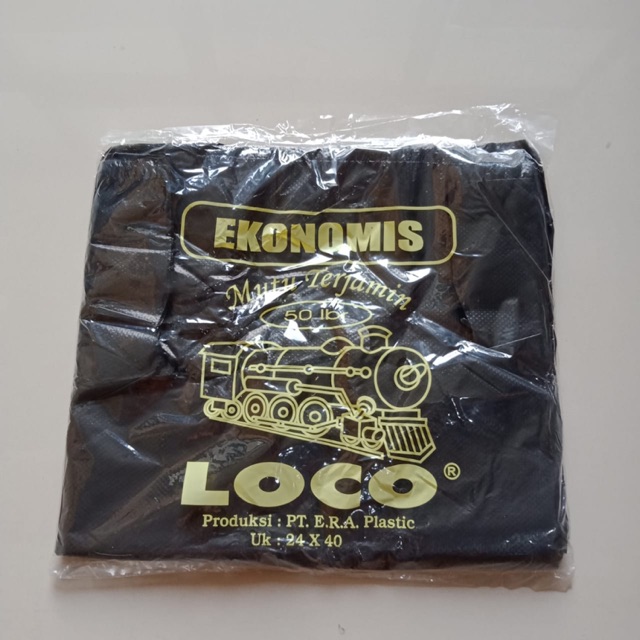 EKONOMIS
Mutu Terjamin
50 lb
LOCO®
Produksi : PT. E.R.A. Plastic
Uk : 24 X 40